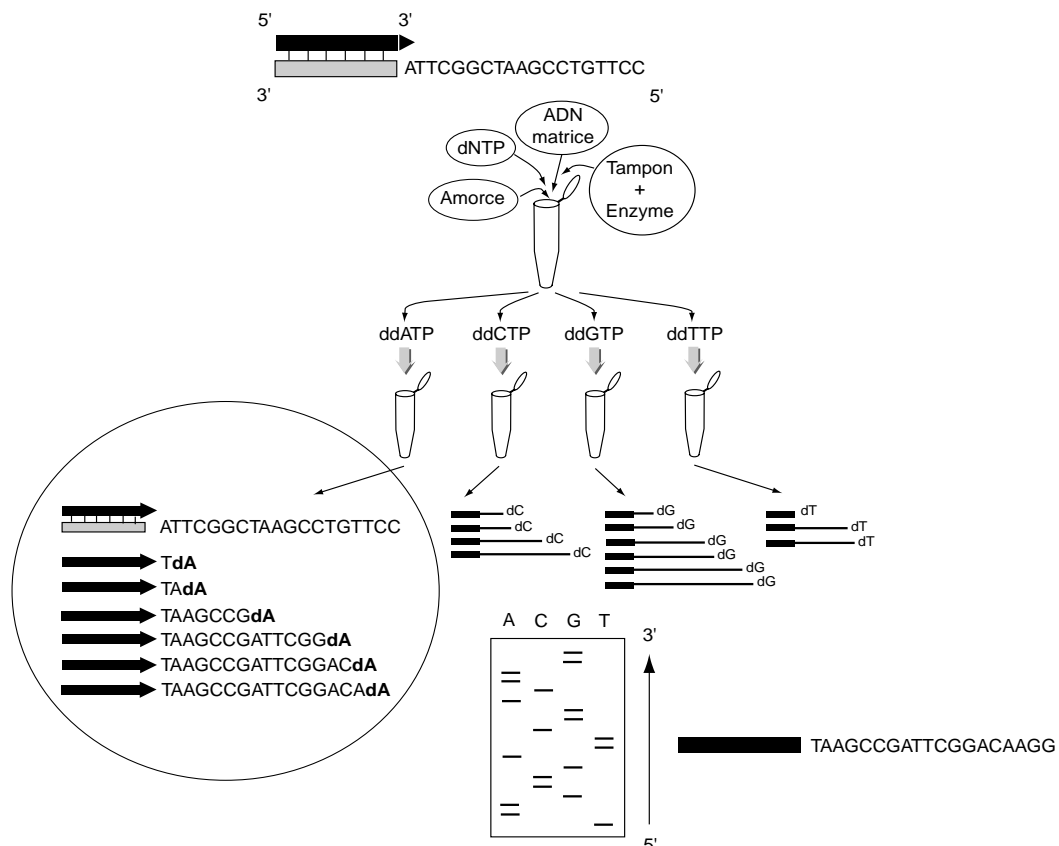 5' 3'
ATTCGGCTAAGCCTGTTCC
3' 5'
ADN
matrice
dNTP
Tampon
+
Enzyme
Amorce
ddATP ddCTP ddGTP ddTTP
ATTCGGCTAAGCCTGTTCC
TdA
TAdA
TAAGCCGdA
TAAGCCGATTCGGdA
TAAGCCGATTCGGACdA
TAAGCCGATTCGGACAdA
dC
dC
dC
dC
dG
dG
dG
dG
dG
dG
dT
dT
dT
A C G T
3'
TAAGCCGATTCGGACAAGG
5'